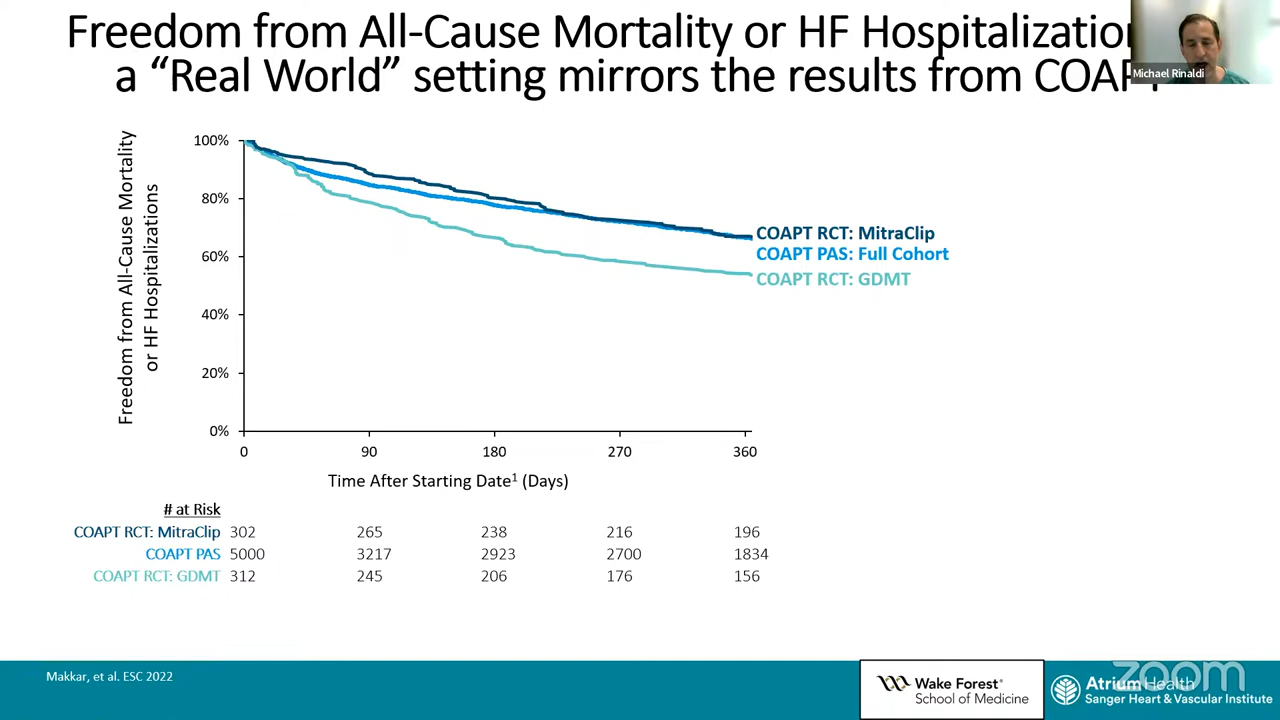 Freedom from All-Cause Mortality or HF Hospitalization
a “Real World” setting mirrors the results from COAPT
Michael Rinaldi
Freedom from All-Cause Mortality
or HF Hospitalizations
100%
80%
60%
40%
20%
0%
0 90 180 270 360
COAPT RCT: MitraClip
COAPT PAS: Full Cohort
COAPT RCT: GDMT
Time After Starting Date¹ (Days)
# at Risk
COAPT RCT: MitraClip 302 265 238 216 196
COAPT PAS 5000 3217 2923 2700 1834
COAPT RCT: GDMT 312 245 206 176 156
Makkar, et al. ESC 2022
Wake Forest®
School of Medicine
zoom
Atrium Health
Sanger Heart & Vascular Institute